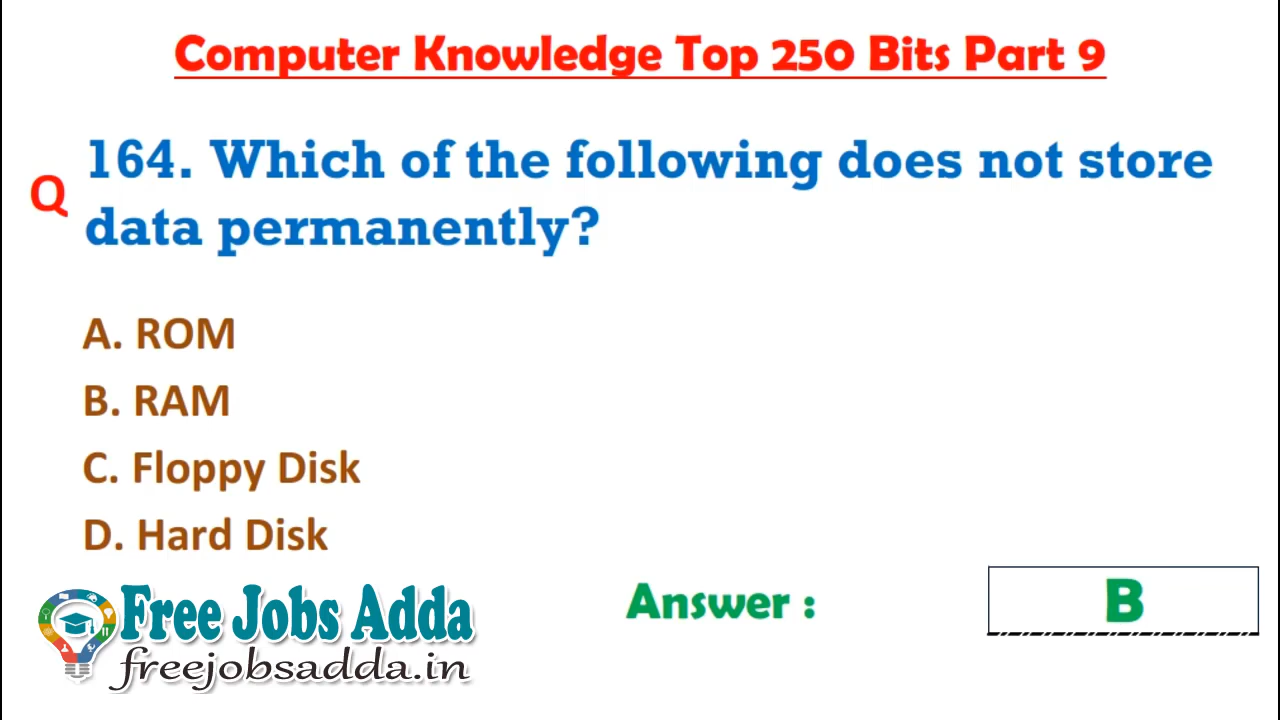 Computer Knowledge Top 250 Bits Part 9
Q
164. Which of the following does not store
data permanently?
A. ROM
B. RAM
C. Floppy Disk
D. Hard Disk
Free Jobs Adda
freejobsadda.in
Answer :
B